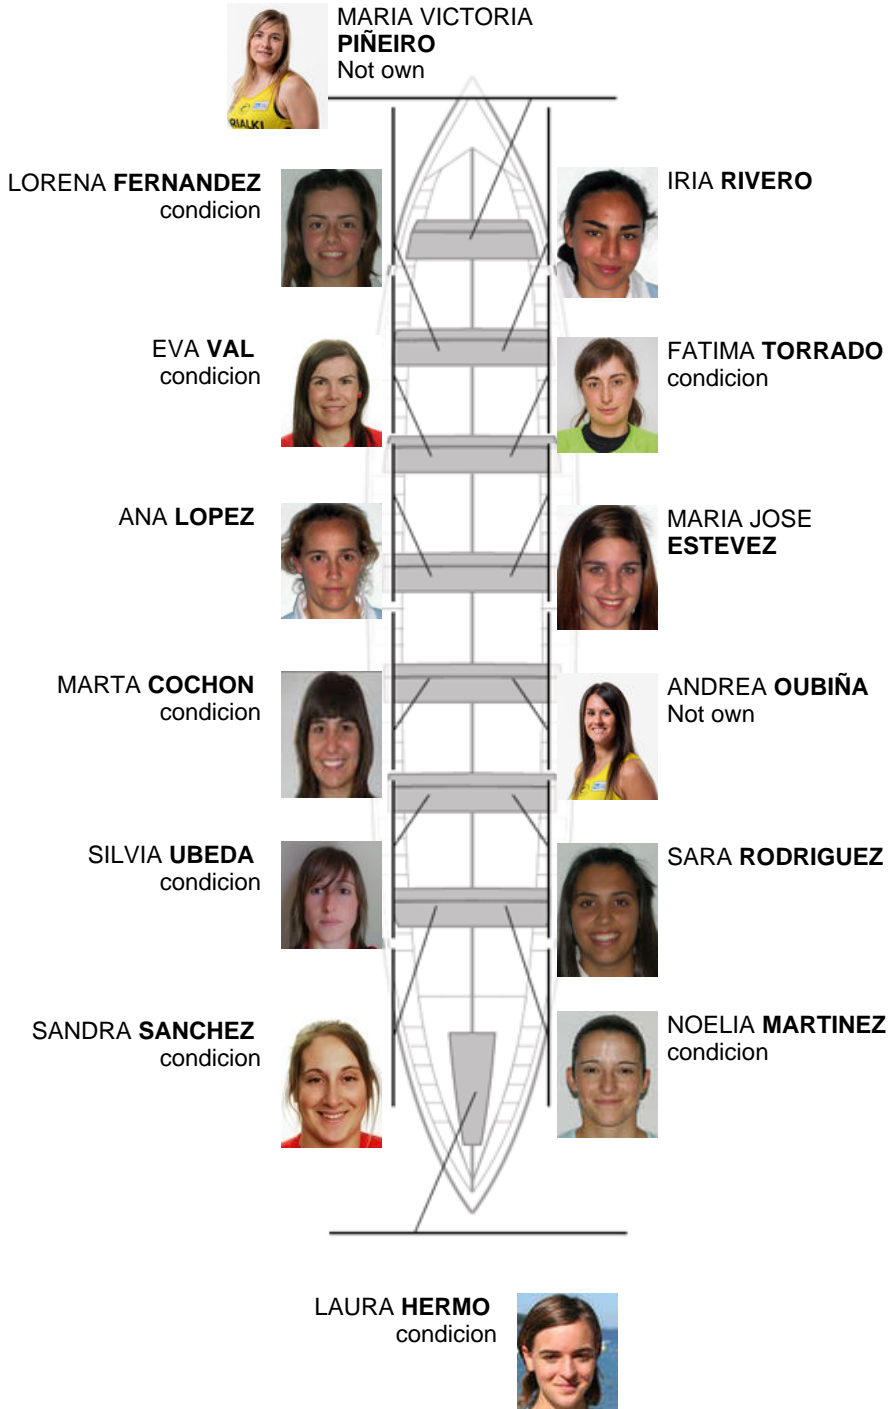 MARIA VICTORIA
PIÑEIRO
Not own
RIALKI
LORENA FERNANDEZ
condicion
IRIA RIVERO
EVA VAL
condicion
FATIMA TORRADO
condicion
ANA LOPEZ
MARIA JOSE
ESTEVEZ
MARTA COCHON
condicion
ANDREA OUBIÑA
Not own
SILVIA UBEDA
condicion
SARA RODRIGUEZ
SANDRA SANCHEZ
condicion
NOELIA MARTINEZ
condicion
LAURA HERMO
condicion